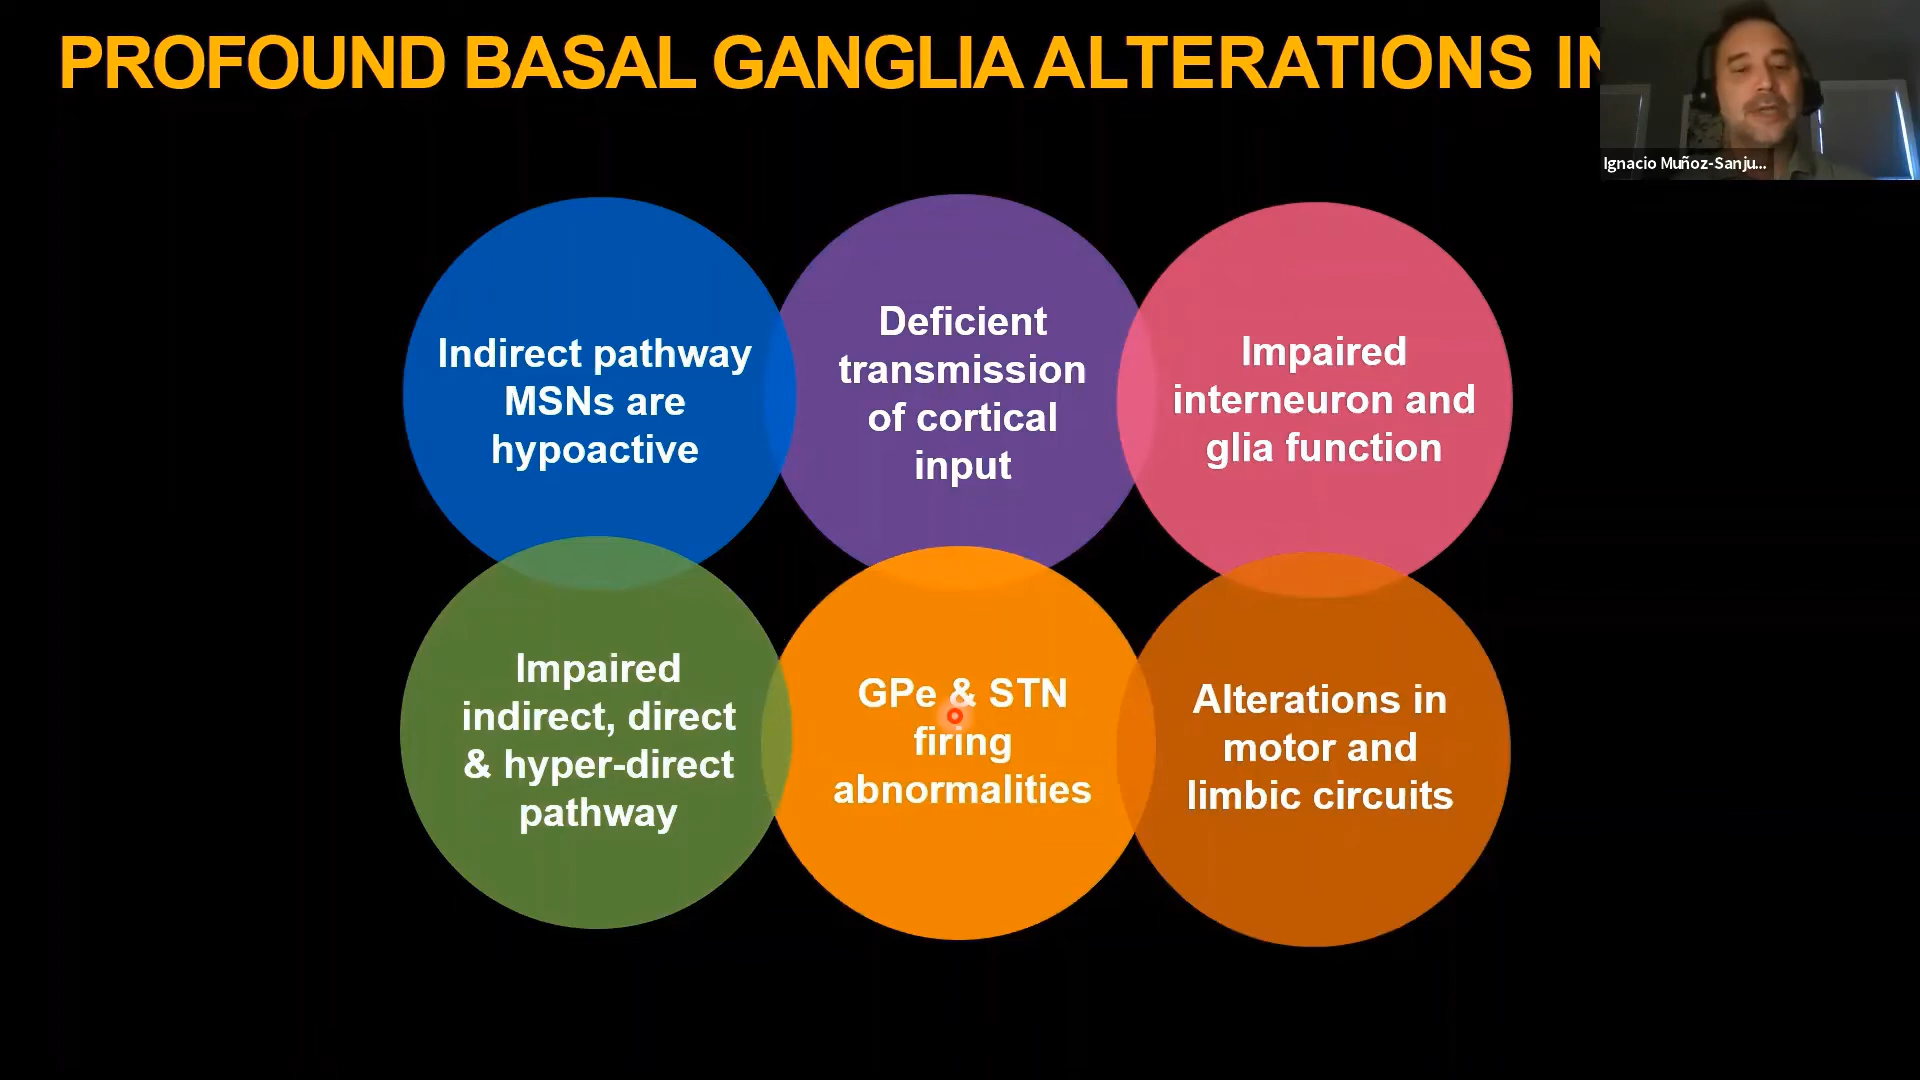 PROFOUND BASAL GANGLIA ALTERATIONS IN
Ignacio Muñoz-Sanju...
Indirect pathway
MSNs are
hypoactive
Deficient
transmission
of cortical
input
Impaired
interneuron and
glia function
Impaired
indirect, direct
& hyper-direct
pathway
GPe & STN
firing
abnormalities
Alterations in
motor and
limbic circuits